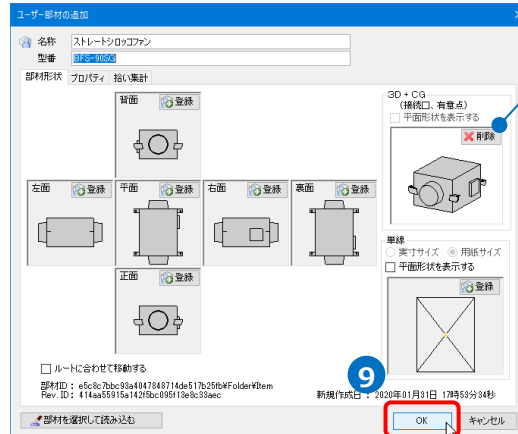 ユーザー部材の追加
名称 ストレートシロッコファン
型番 BFS-90SG
部材形状 プロパティ 拾い集計
背面 登録
3D + CG
(接続口、有意点)
平面形状を表示する
削除
左面 登録 平面 登録 右面 登録 裏面 登録
正面 登録
単線
実寸サイズ 用紙サイズ
平面形状を表示する
登録
ルートに合わせて移動する
9
部材ID : e5c8c7bbc93a4047848714de517b25fb¥Folder¥Item
Rev. ID : 414aa55915a142f5bc095f13e8c33aec
新規作成日 : 2020年01月31日 17時53分34秒
部材を選択して読み込む
OK キャンセル